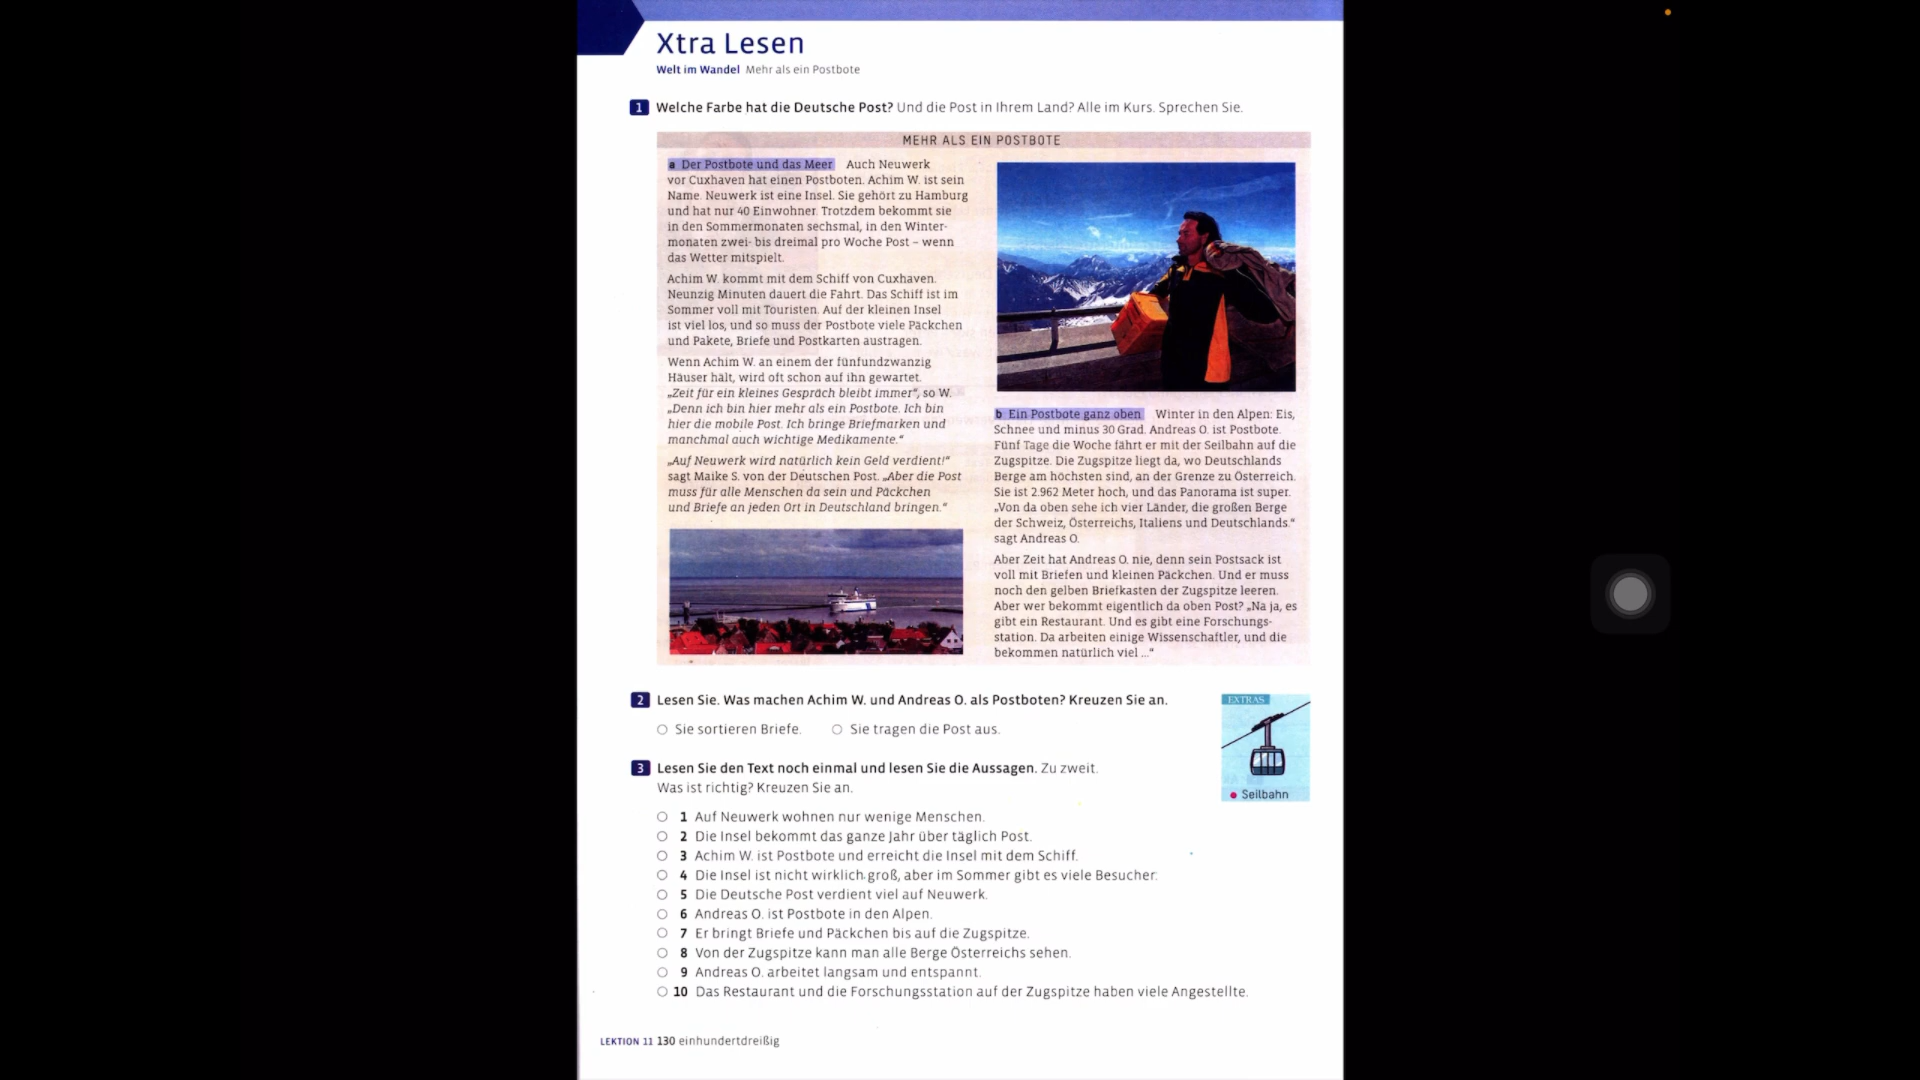 Xtra Lesen
Welt im Wandel Mehr als ein Postbote
1 Welche Farbe hat die Deutsche Post? Und die Post in Ihrem Land? Alle im Kurs. Sprechen Sie.
MEHR ALS EIN POSTBOTE
a Der Postbote und das Meer Auch Neuwerk
vor Cuxhaven hat einen Postboten. Achim W. ist sein
Name. Neuwerk ist eine Insel. Sie gehört zu Hamburg
und hat nur 40 Einwohner. Trotzdem bekommt sie
in den Sommermonaten sechsmal, in den Winter-
monaten zwei- bis dreimal pro Woche Post – wenn
das Wetter mitspielt.
Achim W. kommt mit dem Schiff von Cuxhaven.
Neunzig Minuten dauert die Fahrt. Das Schiff ist im
Sommer voll mit Touristen. Auf der kleinen Insel
ist viel los, und so muss der Postbote viele Päckchen
und Pakete, Briefe und Postkarten austragen.
Wenn Achim W. an einem der fünfundzwanzig
Häuser hält, wird oft schon auf ihn gewartet.
„Zeit für ein kleines Gespräch bleibt immer“, so W.
„Denn ich bin hier mehr als ein Postbote. Ich bin
hier die mobile Post. Ich bringe Briefmarken und
manchmal auch wichtige Medikamente.“
„Auf Neuwerk wird natürlich kein Geld verdient!“
sagt Maike S. von der Deutschen Post. „Aber die Post
muss für alle Menschen da sein und Päckchen
und Briefe an jeden Ort in Deutschland bringen.“
b Ein Postbote ganz oben Winter in den Alpen: Eis,
Schnee und minus 30 Grad. Andreas O. ist Postbote.
Fünf Tage die Woche fährt er mit der Seilbahn auf die
Zugspitze. Die Zugspitze liegt da, wo Deutschlands
Berge am höchsten sind, an der Grenze zu Österreich.
Sie ist 2.962 Meter hoch, und das Panorama ist super.
„Von da oben sehe ich vier Länder, die großen Berge
der Schweiz, Österreichs, Italiens und Deutschlands.“
sagt Andreas O.
Aber Zeit hat Andreas O. nie, denn sein Postsack ist
voll mit Briefen und kleinen Päckchen. Und er muss
noch den gelben Briefkasten der Zugspitze leeren.
Aber wer bekommt eigentlich da oben Post? „Na ja, es
gibt ein Restaurant. Und es gibt eine Forschungs-
station. Da arbeiten einige Wissenschaftler, und die
bekommen natürlich viel ...“
2 Lesen Sie. Was machen Achim W. und Andreas O. als Postboten? Kreuzen Sie an.
Sie sortieren Briefe. Sie tragen die Post aus.
EXTRAS
Seilbahn
3 Lesen Sie den Text noch einmal und lesen Sie die Aussagen. Zu zweit.
Was ist richtig? Kreuzen Sie an.
1 Auf Neuwerk wohnen nur wenige Menschen.
2 Die Insel bekommt das ganze Jahr über täglich Post.
3 Achim W. ist Postbote und erreicht die Insel mit dem Schiff.
4 Die Insel ist nicht wirklich groß, aber im Sommer gibt es viele Besucher.
5 Die Deutsche Post verdient viel auf Neuwerk.
6 Andreas O. ist Postbote in den Alpen.
7 Er bringt Briefe und Päckchen bis auf die Zugspitze.
8 Von der Zugspitze kann man alle Berge Österreichs sehen.
9 Andreas O. arbeitet langsam und entspannt.
10 Das Restaurant und die Forschungsstation auf der Zugspitze haben viele Angestellte.
LEKTION 11 130 einhundertdreißig